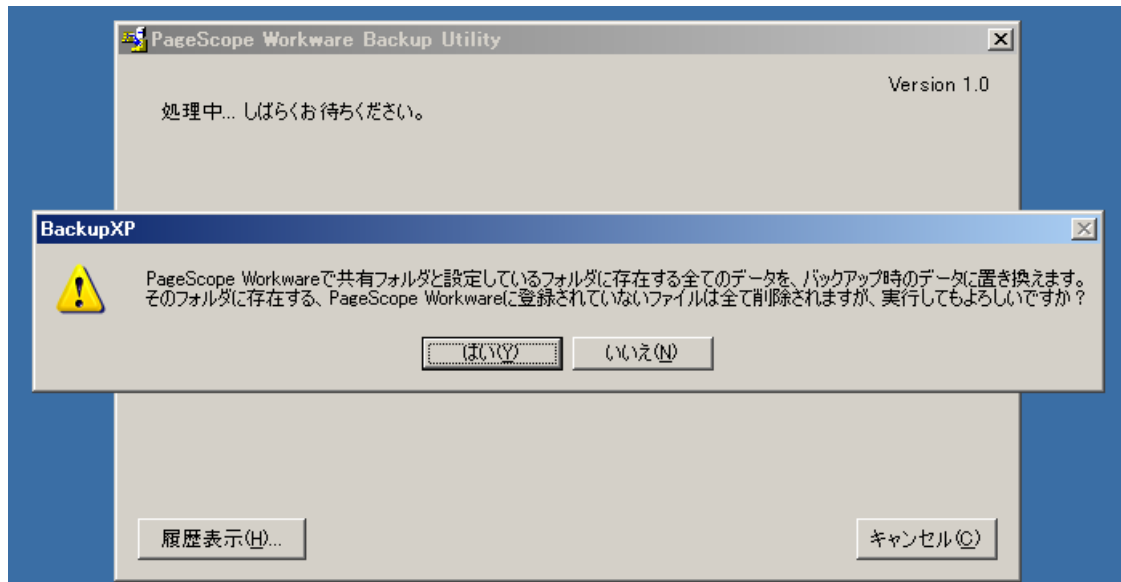 PageScope Workware Backup Utility
Version 1.0
処理中... しばらくお待ちください。
BackupXP
PageScope Workwareで共有フォルダと設定しているフォルダに存在する全てのデータを、バックアップ時のデータに置き換えます。
そのフォルダに存在する、PageScope Workwareに登録されていないファイルは全て削除されますが、実行してもよろしいですか？
はい(Y)
いいえ(N)
履歴表示(H)...
キャンセル(C)